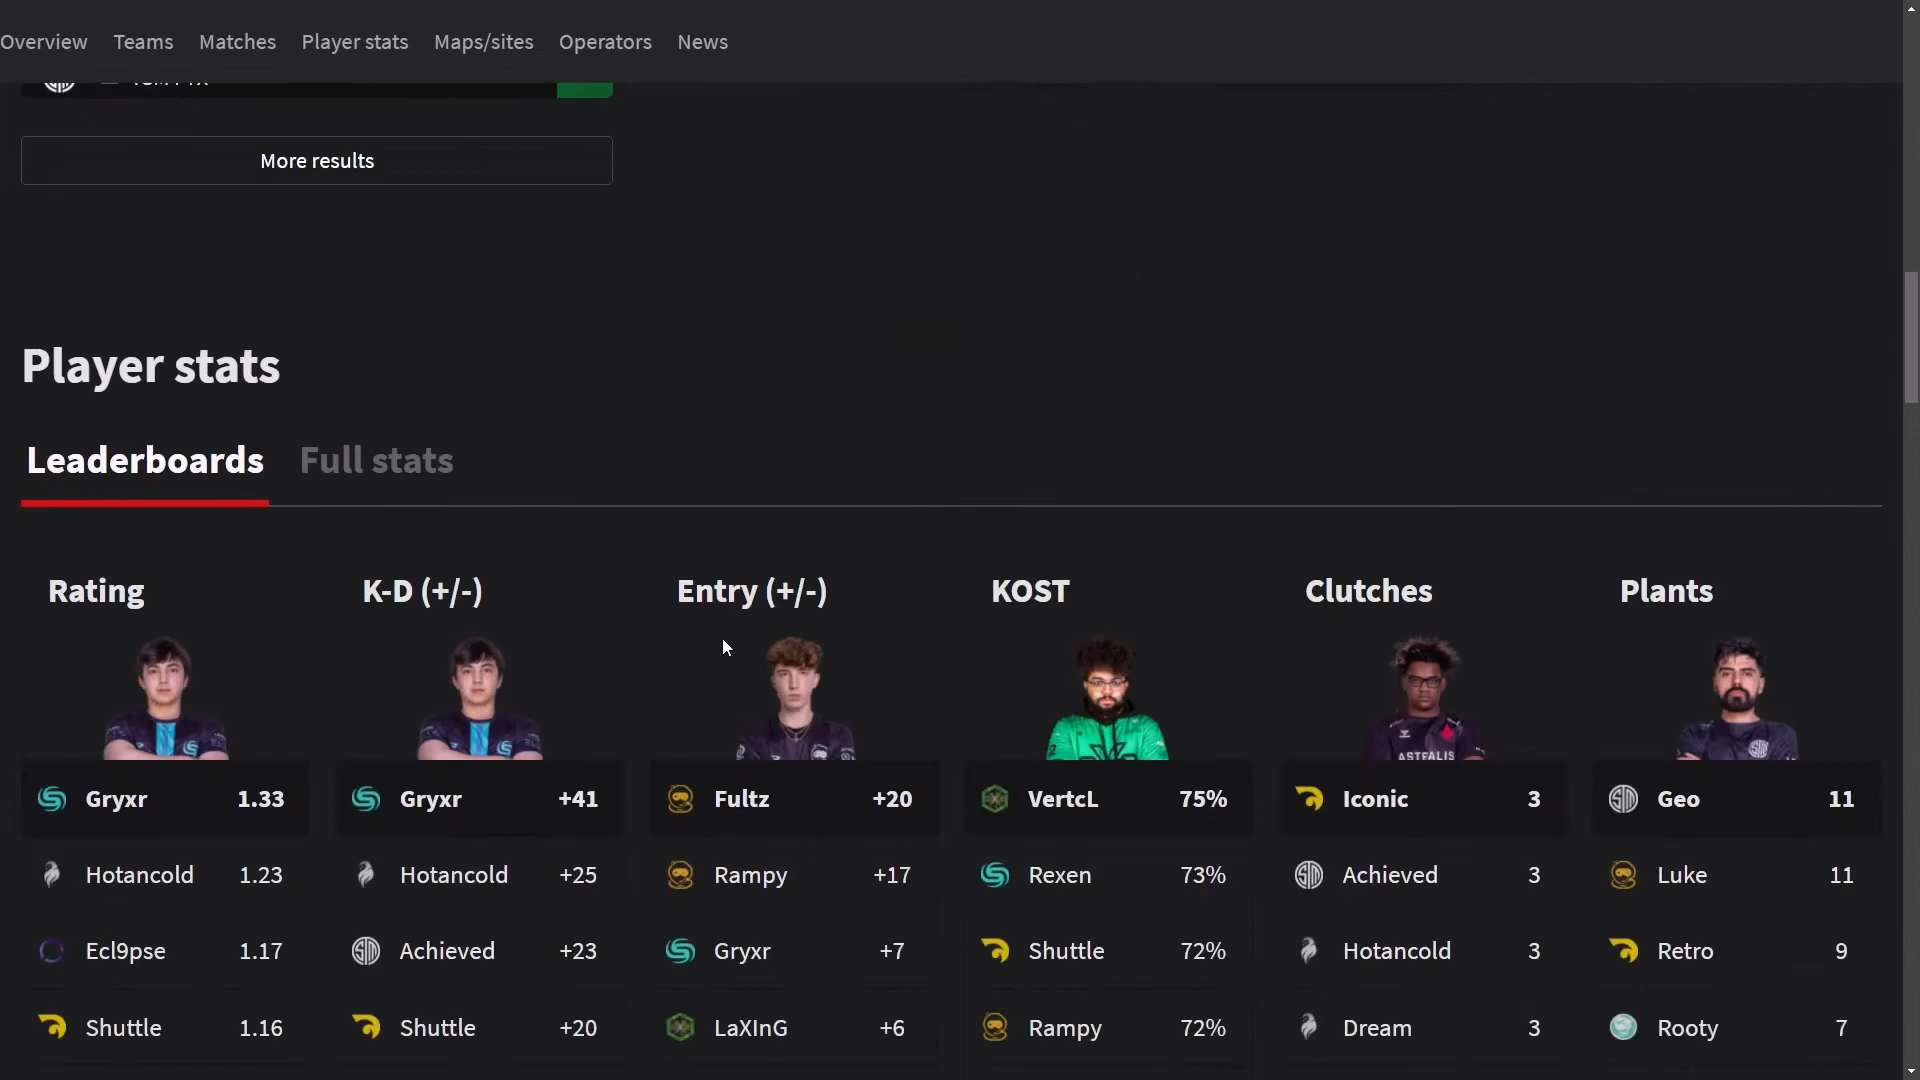 Overview Teams Matches Player stats Maps/sites Operators News
More results
Player stats
Leaderboards Full stats
Rating K-D (+/-) Entry (+/-) KOST Clutches Plants
ASTRALIS
Gryxr 1.33 Gryxr +41 Fultz +20 VertcL 75% Iconic 3 Geo 11
Hotancold 1.23 Hotancold +25 Rampy +17 Rexen 73% Achieved 3 Luke 11
Ecl9pse 1.17 Achieved +23 Gryxr +7 Shuttle 72% Hotancold 3 Retro 9
Shuttle 1.16 Shuttle +20 LaXInG +6 Rampy 72% Dream 3 Rooty 7